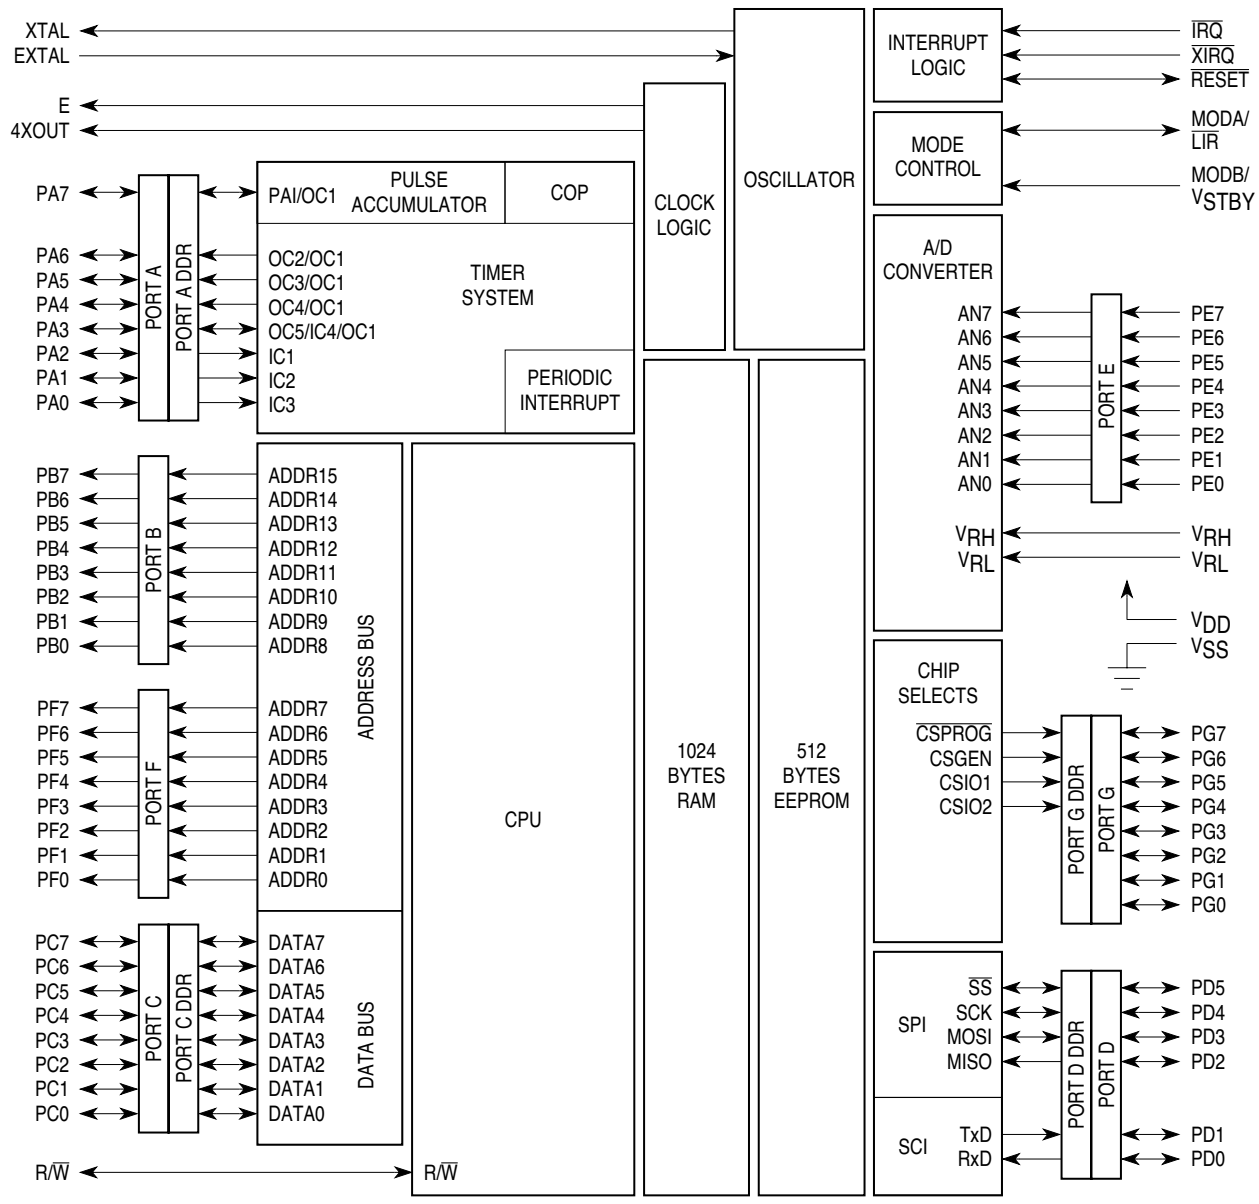 XTAL
EXTAL
E
4XOUT
PA7
PA6
PA5
PA4
PA3
PA2
PA1
PA0
PORT A
PORT A DDR
PAI/OC1
PULSE
ACCUMULATOR
COP
OC2/OC1
OC3/OC1
OC4/OC1
OC5/IC4/OC1
IC1
IC2
IC3
TIMER
SYSTEM
PERIODIC
INTERRUPT
CLOCK
LOGIC
OSCILLATOR
INTERRUPT
LOGIC
IRQ
XIRQ
RESET
MODE
CONTROL
MODA/
LIR
MODB/
VSTBY
A/D
CONVERTER
AN7
AN6
AN5
AN4
AN3
AN2
AN1
AN0
VRH
VRL
PORT E
PE7
PE6
PE5
PE4
PE3
PE2
PE1
PE0
VRH
VRL
VDD
VSS
PB7
PB6
PB5
PB4
PB3
PB2
PB1
PB0
PORT B
ADDR15
ADDR14
ADDR13
ADDR12
ADDR11
ADDR10
ADDR9
ADDR8
ADDRESS BUS
PF7
PF6
PF5
PF4
PF3
PF2
PF1
PF0
PORT F
ADDR7
ADDR6
ADDR5
ADDR4
ADDR3
ADDR2
ADDR1
ADDR0
PC7
PC6
PC5
PC4
PC3
PC2
PC1
PC0
PORT C
PORT C DDR
DATA7
DATA6
DATA5
DATA4
DATA3
DATA2
DATA1
DATA0
DATA BUS
R/W
R/W
CPU
1024
BYTES
RAM
512
BYTES
EEPROM
CHIP
SELECTS
CSPROG
CSGEN
CSIO1
CSIO2
PORT G DDR
PORT G
PG7
PG6
PG5
PG4
PG3
PG2
PG1
PG0
SPI
SS
SCK
MOSI
MISO
SCI
TxD
RxD
PORT D DDR
PORT D
PD5
PD4
PD3
PD2
PD1
PD0